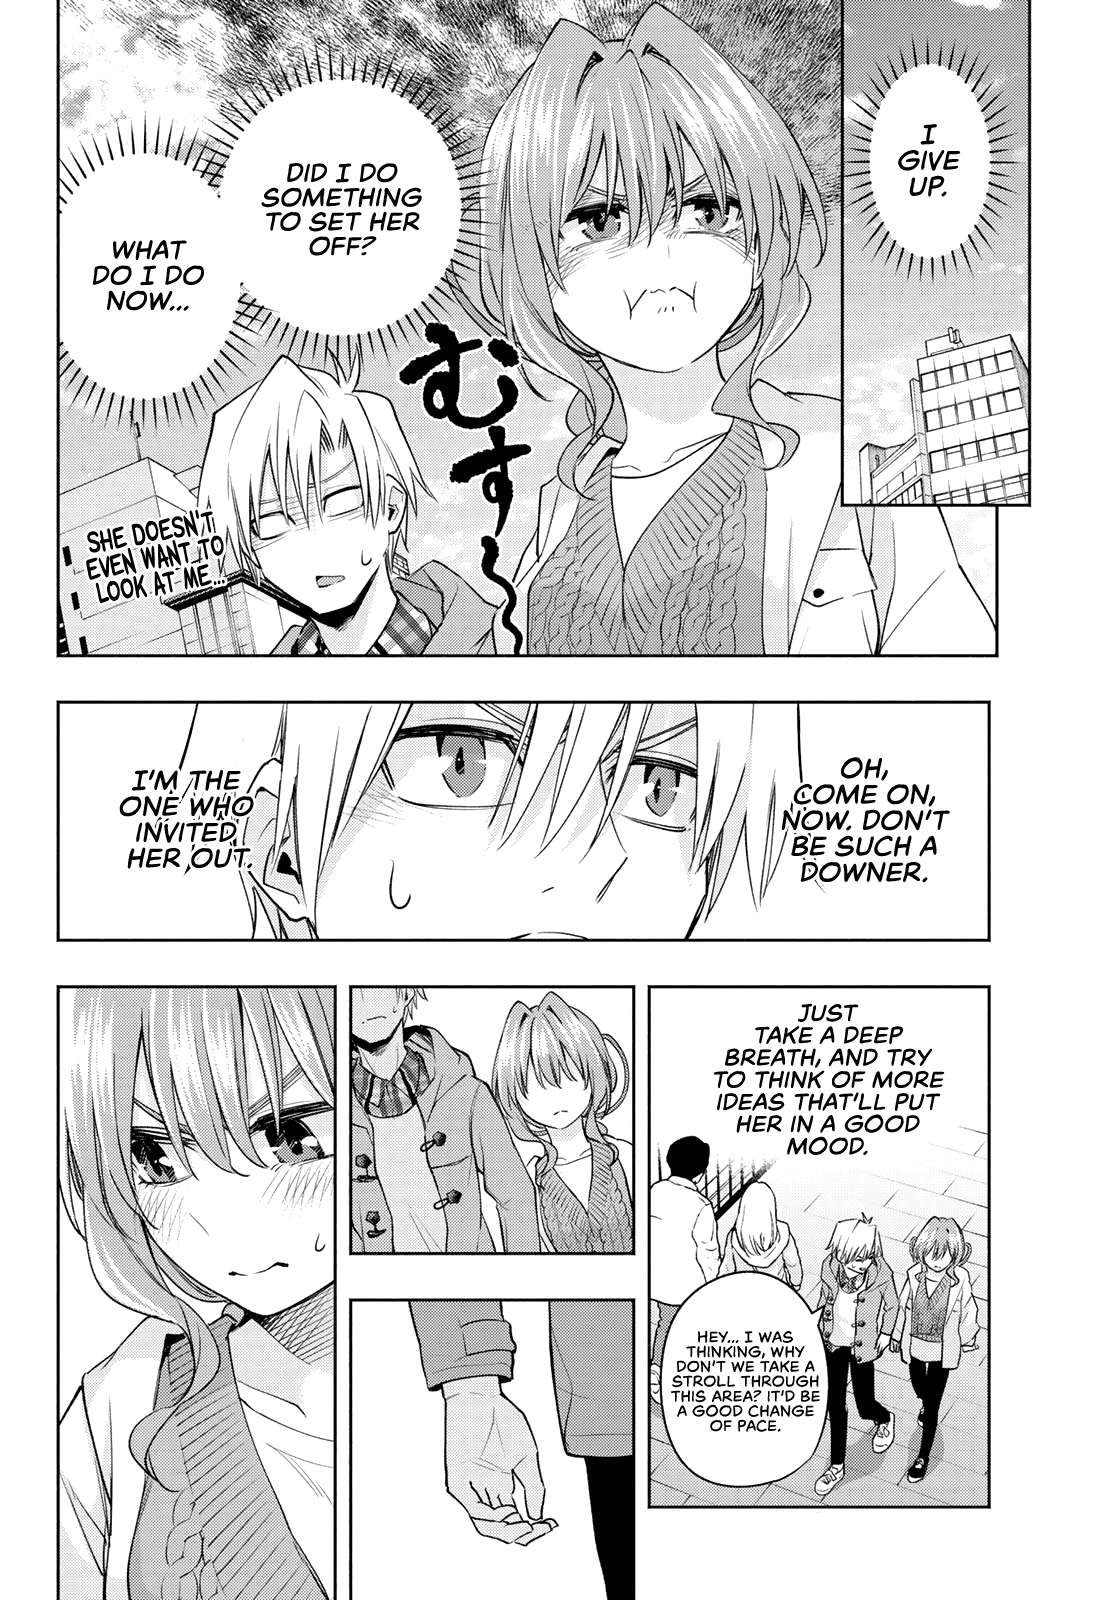 I
GIVE
UP.
DID I DO
SOMETHING
TO SET HER
OFF?
WHAT
DO I DO
NOW...
むす〜
SHE DOESN'T
EVEN WANT TO
LOOK AT ME...
OH,
COME ON,
NOW. DON'T
BE SUCH A
DOWNER.
I'M THE
ONE WHO
INVITED
HER OUT.
JUST
TAKE A DEEP
BREATH, AND TRY
TO THINK OF MORE
IDEAS THAT'LL PUT
HER IN A GOOD
MOOD.
HEY... I WAS
THINKING, WHY
DON'T WE TAKE A
STROLL THROUGH
THIS AREA? IT'D BE
A GOOD CHANGE
OF PACE.